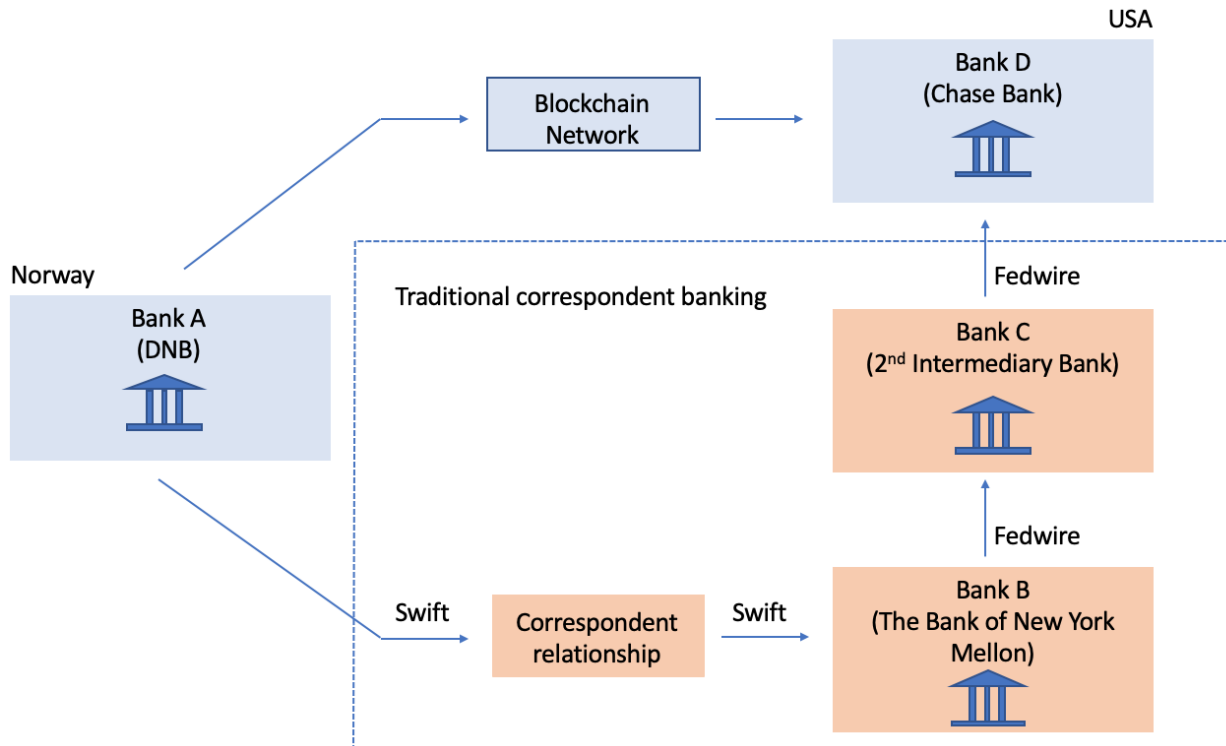 USA
Bank D
(Chase Bank)
Blockchain
Network
Norway
Bank A
(DNB)
Traditional correspondent banking
Fedwire
Bank C
(2nd Intermediary Bank)
Fedwire
Swift
Correspondent
relationship
Swift
Bank B
(The Bank of New York
Mellon)